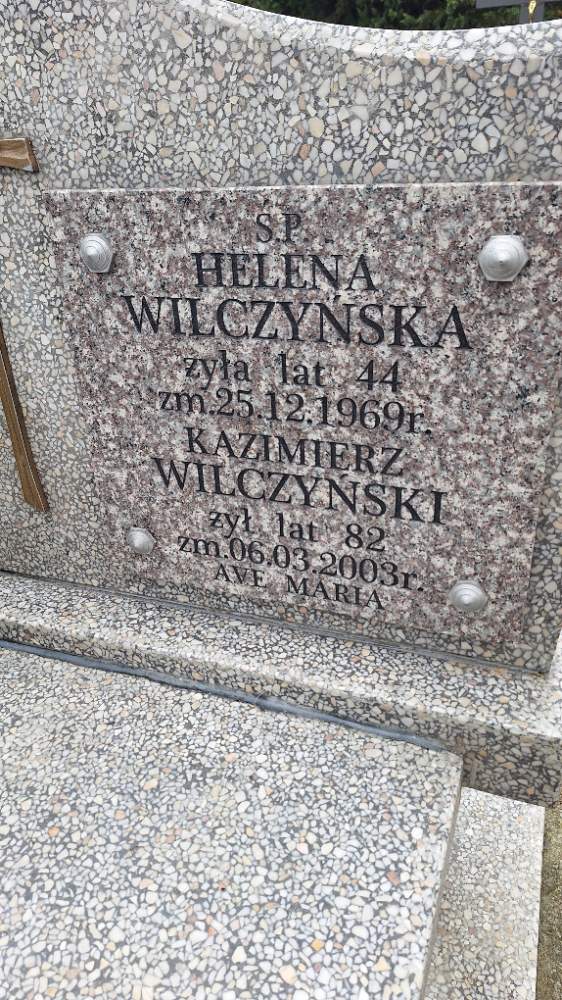 Ś.P.
HELENA
WILCZYŃSKA
żyła lat 44
zm.25.12.1969r.
KAZIMIERZ
WILCZYŃSKI
żył lat 82
zm.06.03.2003r.
AVE MARIA